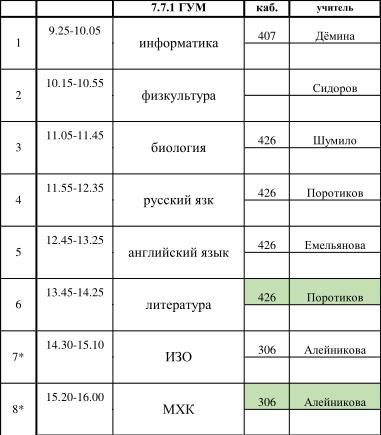 7.7.1 ГУМ каб. учитель
1 9.25-10.05 информатика 407 Дёмина
2 10.15-10.55 физкультура Сидоров
3 11.05-11.45 биология 426 Шумило
4 11.55-12.35 русский язк 426 Поротиков
5 12.45-13.25 английский язык 426 Емельянова
6 13.45-14.25 литература 426 Поротиков
7* 14.30-15.10 ИЗО 306 Алейникова
8* 15.20-16.00 МХК 306 Алейникова